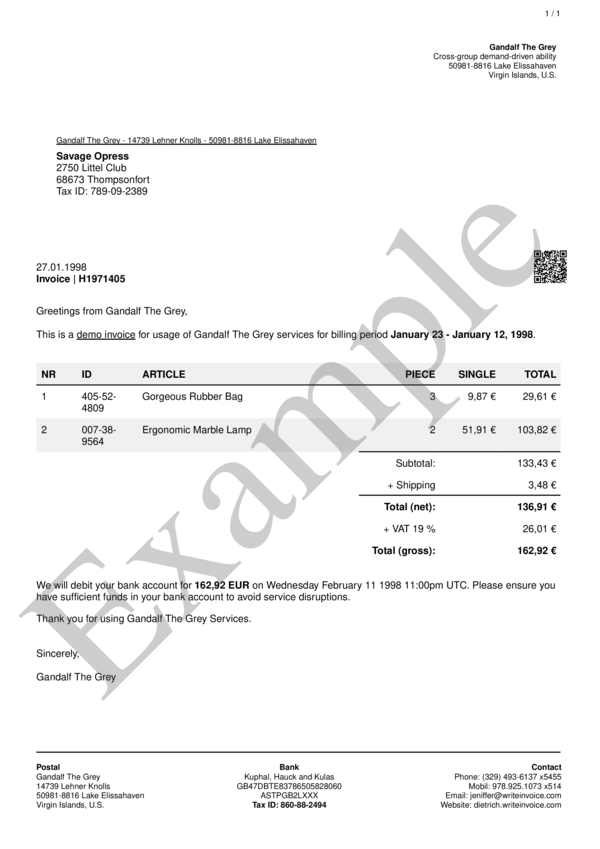 1 / 1
Gandalf The Grey
Cross-group demand-driven ability
50981-8816 Lake Elissahaven
Virgin Islands, U.S.
Gandalf The Grey - 14739 Lehner Knolls - 50981-8816 Lake Elissahaven
Savage Opress
2750 Littel Club
68673 Thompsonfort
Tax ID: 789-09-2389
27.01.1998
Invoice | H1971405
Greetings from Gandalf The Grey,
This is a demo invoice for usage of Gandalf The Grey services for billing period January 23 - January 12, 1998.
NR ID ARTICLE PIECE SINGLE TOTAL
1 405-52- Gorgeous Rubber Bag 3 9,87 € 29,61 €
4809
2 007-38- Ergonomic Marble Lamp 2 51,91 € 103,82 €
9564
Subtotal: 133,43 €
+ Shipping 3,48 €
Total (net): 136,91 €
+ VAT 19 % 26,01 €
Total (gross): 162,92 €
We will debit your bank account for 162,92 EUR on Wednesday February 11 1998 11:00pm UTC. Please ensure you
have sufficient funds in your bank account to avoid service disruptions.
Thank you for using Gandalf The Grey Services.
Sincerely,
Gandalf The Grey
Example
Postal Bank Contact
Gandalf The Grey Kuphal, Hauck and Kulas Phone: (329) 493-6137 x5455
14739 Lehner Knolls GB47DBTE83786505828060 Mobil: 978.925.1073 x514
50981-8816 Lake Elissahaven ASTPGB2LXXX Email: jeniffer@writeinvoice.com
Virgin Islands, U.S. Tax ID: 860-88-2494 Website: dietrich.writeinvoice.com